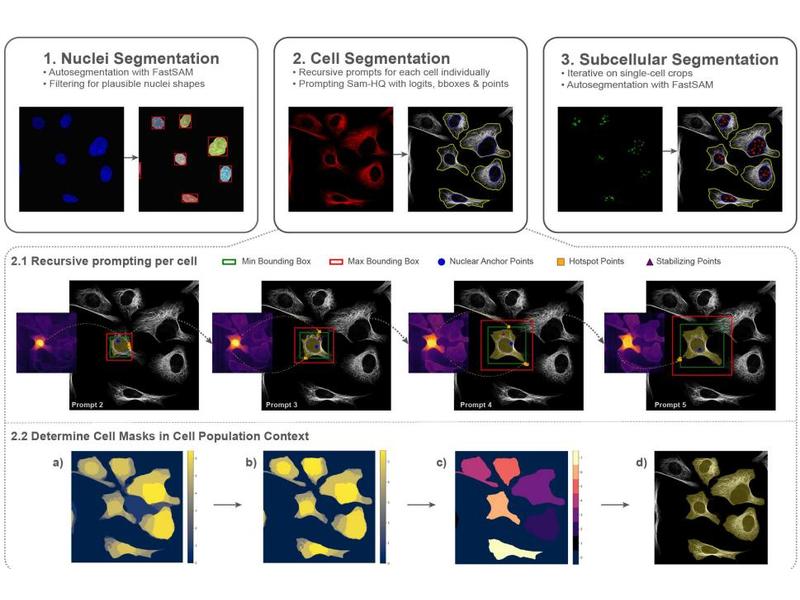 1. Nuclei Segmentation
• Autosegmentation with FastSAM
• Filtering for plausible nuclei shapes
2. Cell Segmentation
• Recursive prompts for each cell individually
• Prompting Sam-HQ with logits, bboxes & points
3. Subcellular Segmentation
• Iterative on single-cell crops
• Autosegmentation with FastSAM
2.1 Recursive prompting per cell
Min Bounding Box
Max Bounding Box
Nuclear Anchor Points
Hotspot Points
Stabilizing Points
Prompt 2
Prompt 3
Prompt 4
Prompt 5
2.2 Determine Cell Masks in Cell Population Context
a)
b)
c)
d)